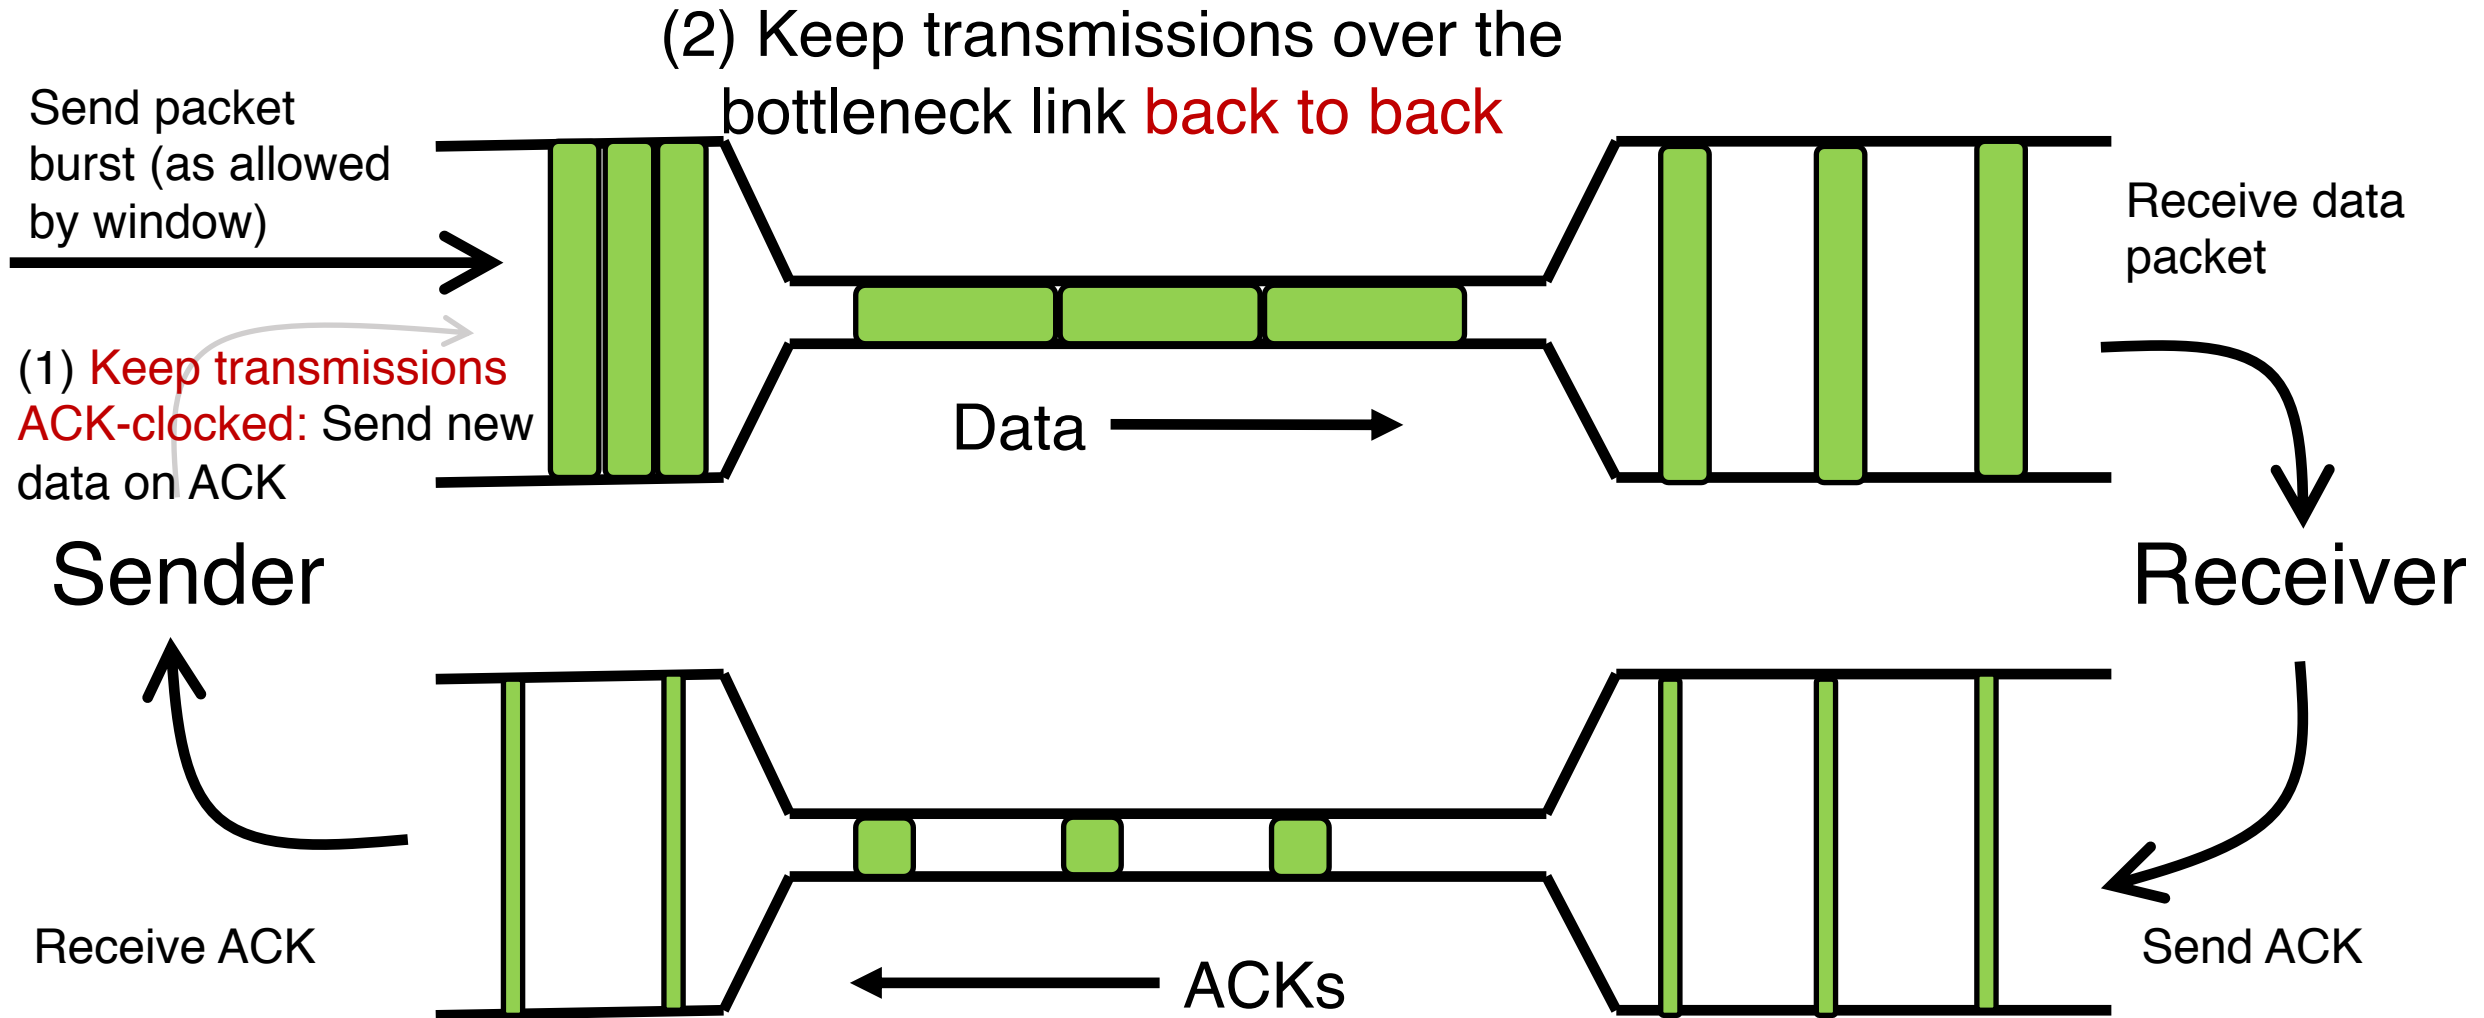 (2) Keep transmissions over the
bottleneck link back to back
Send packet
burst (as allowed
by window)
Receive data
packet
(1) Keep transmissions
ACK-clocked: Send new
data on ACK
Data
Sender
Receiver
Receive ACK
ACKs
Send ACK